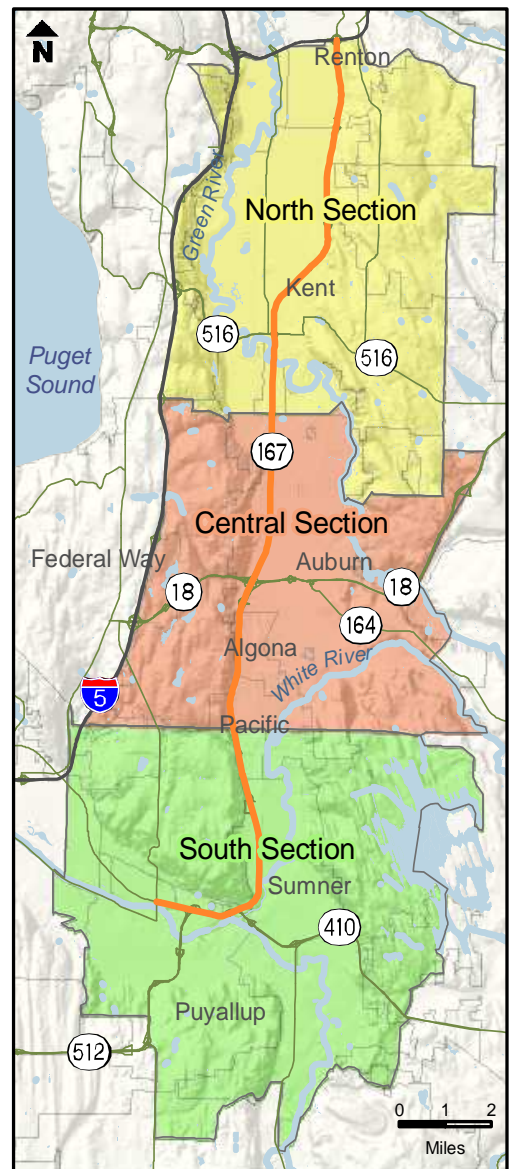 N
Renton
Green River
North Section
Kent
516
516
Puget
Sound
167
Central Section
Federal Way
Auburn
18
18
164
Algona
White River
5
Pacific
South Section
Sumner
410
Puyallup
512
0 1 2
Miles